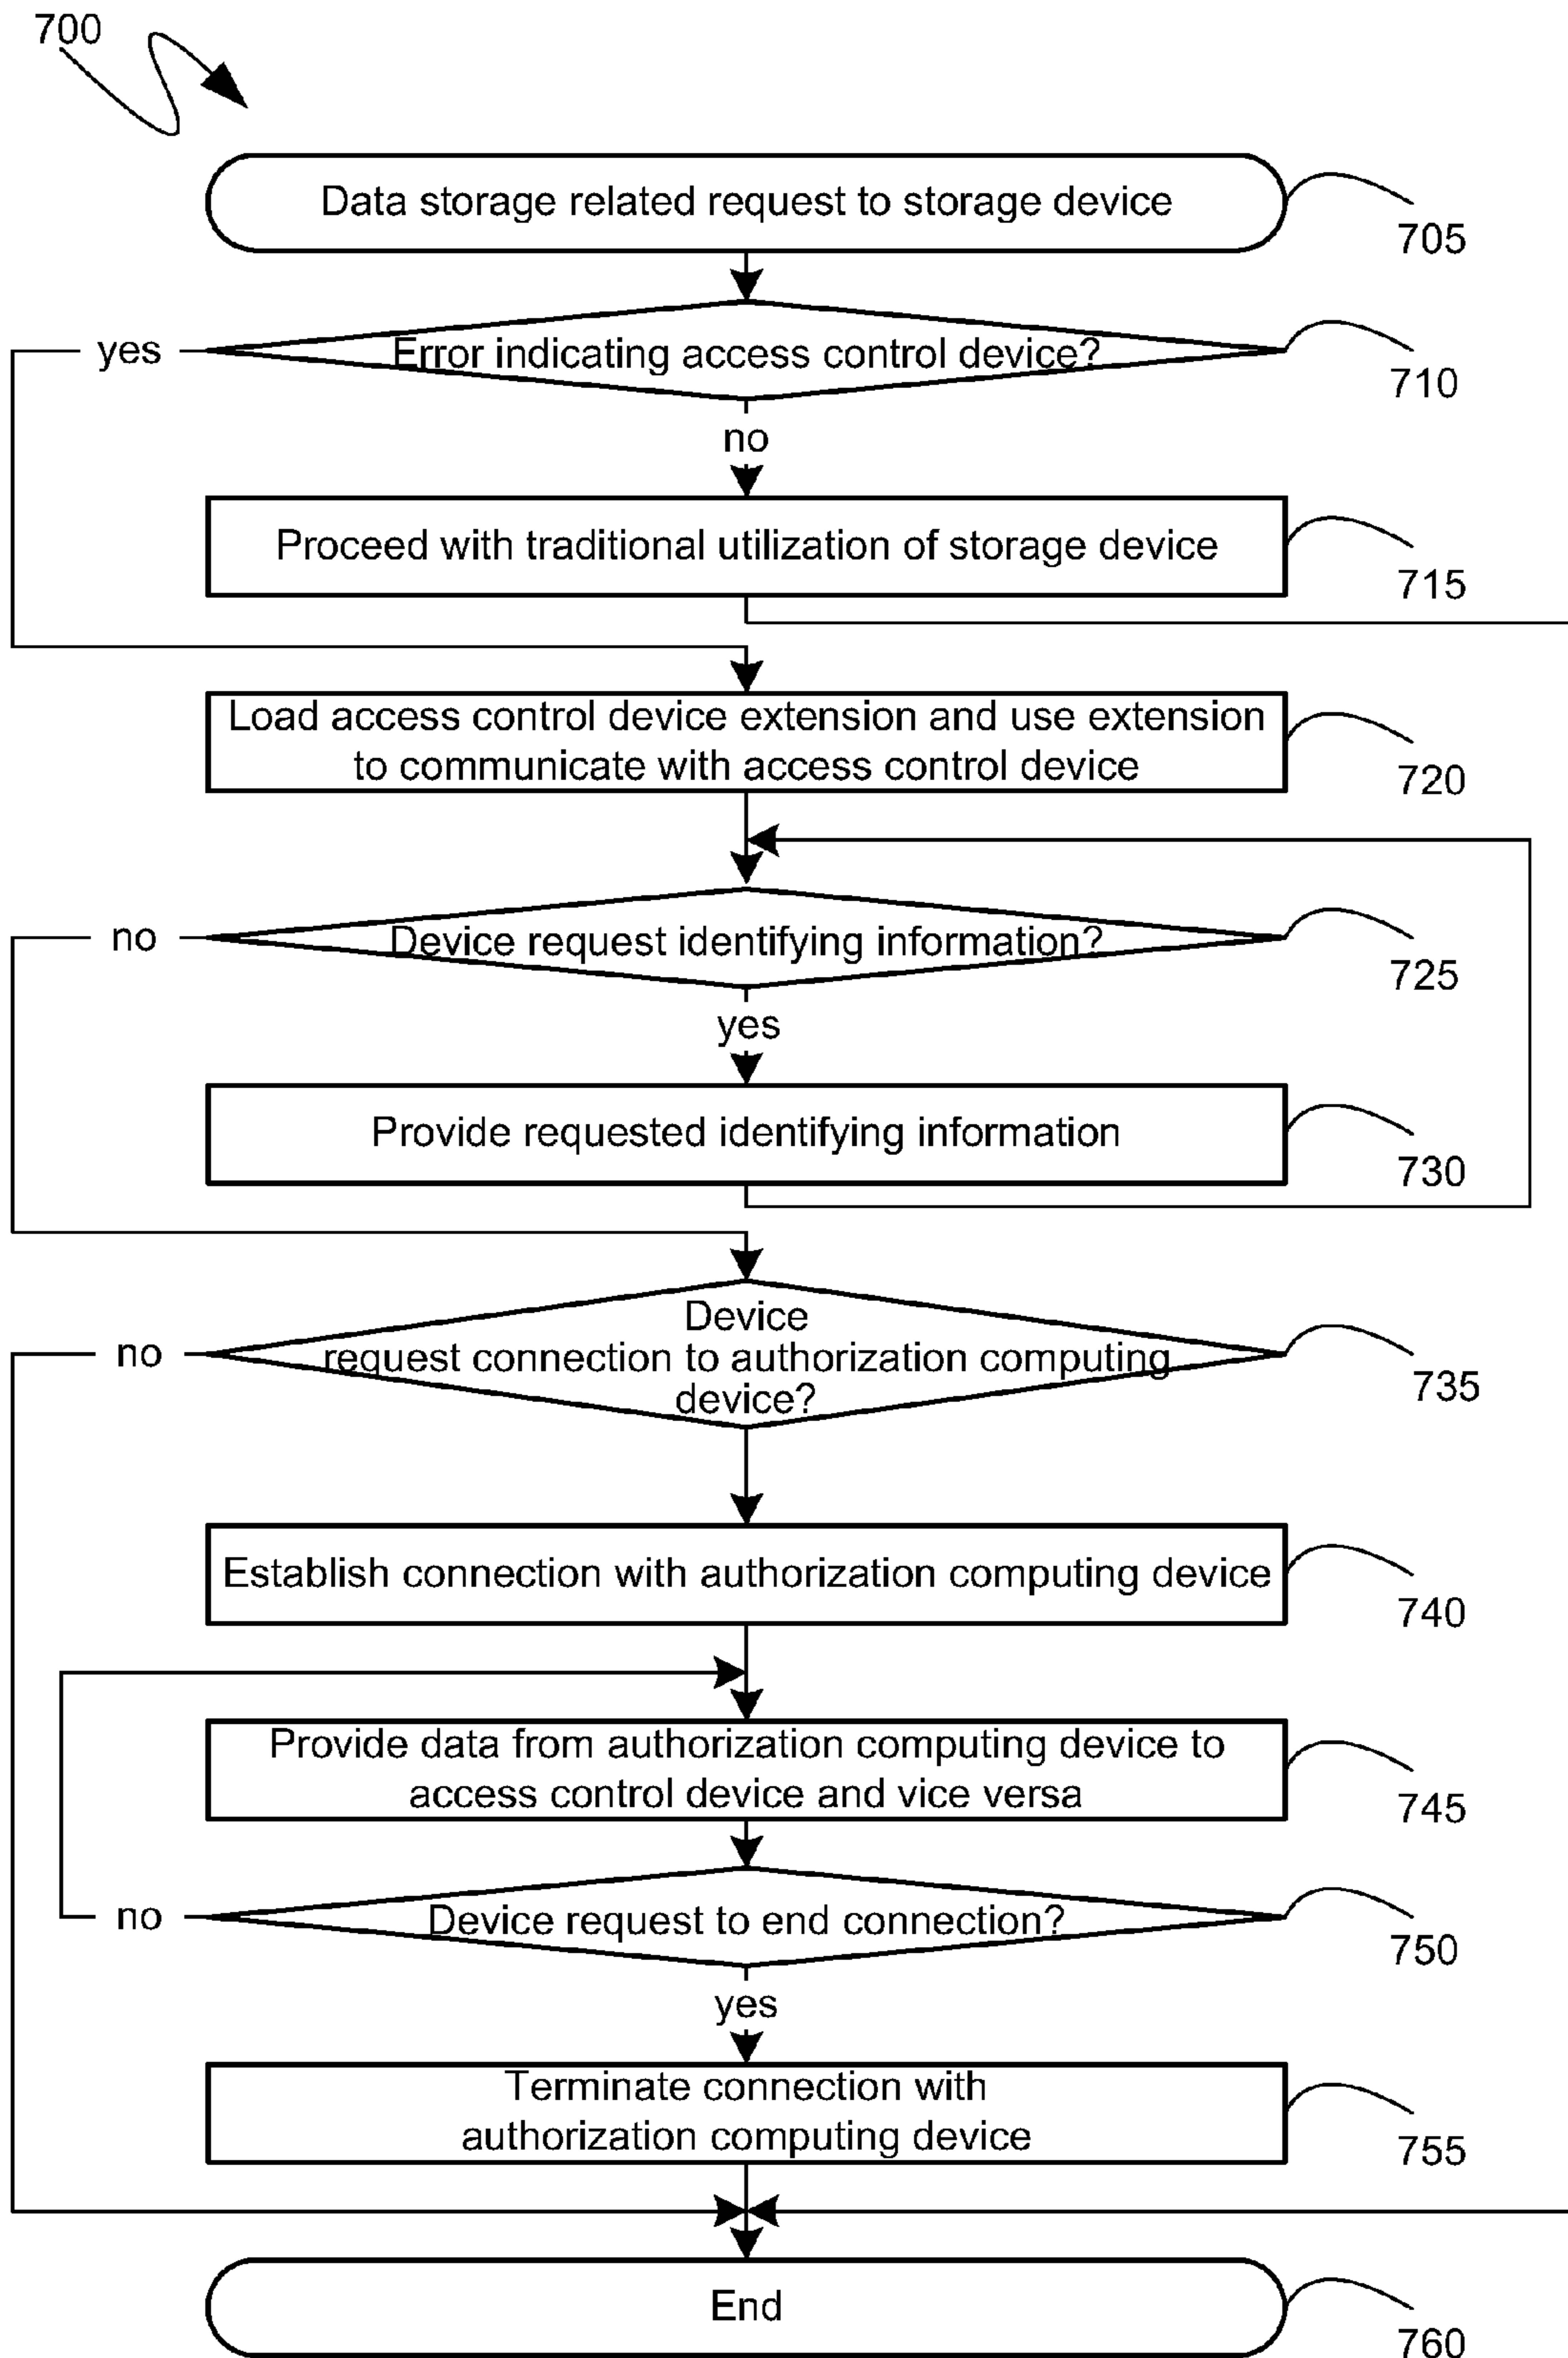 700
Data storage related request to storage device
705
yes
Error indicating access control device?
710
no
Proceed with traditional utilization of storage device
715
Load access control device extension and use extension
to communicate with access control device
720
no
Device request identifying information?
725
yes
Provide requested identifying information
730
Device
no
request connection to authorization computing
device?
735
Establish connection with authorization computing device
740
Provide data from authorization computing device to
access control device and vice versa
745
no
Device request to end connection?
750
yes
Terminate connection with
authorization computing device
755
End
760